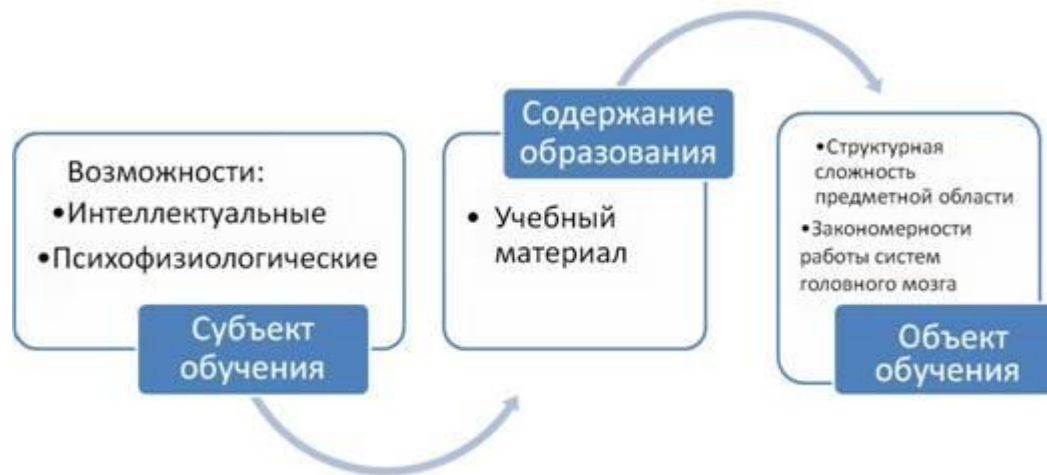 Возможности:
•Интеллектуальные
•Психофизиологические
Субъект
обучения
Содержание
образования
• Учебный
материал
•Структурная
сложность
предметной области
•Закономерности
работы систем
головного мозга
Объект
обучения